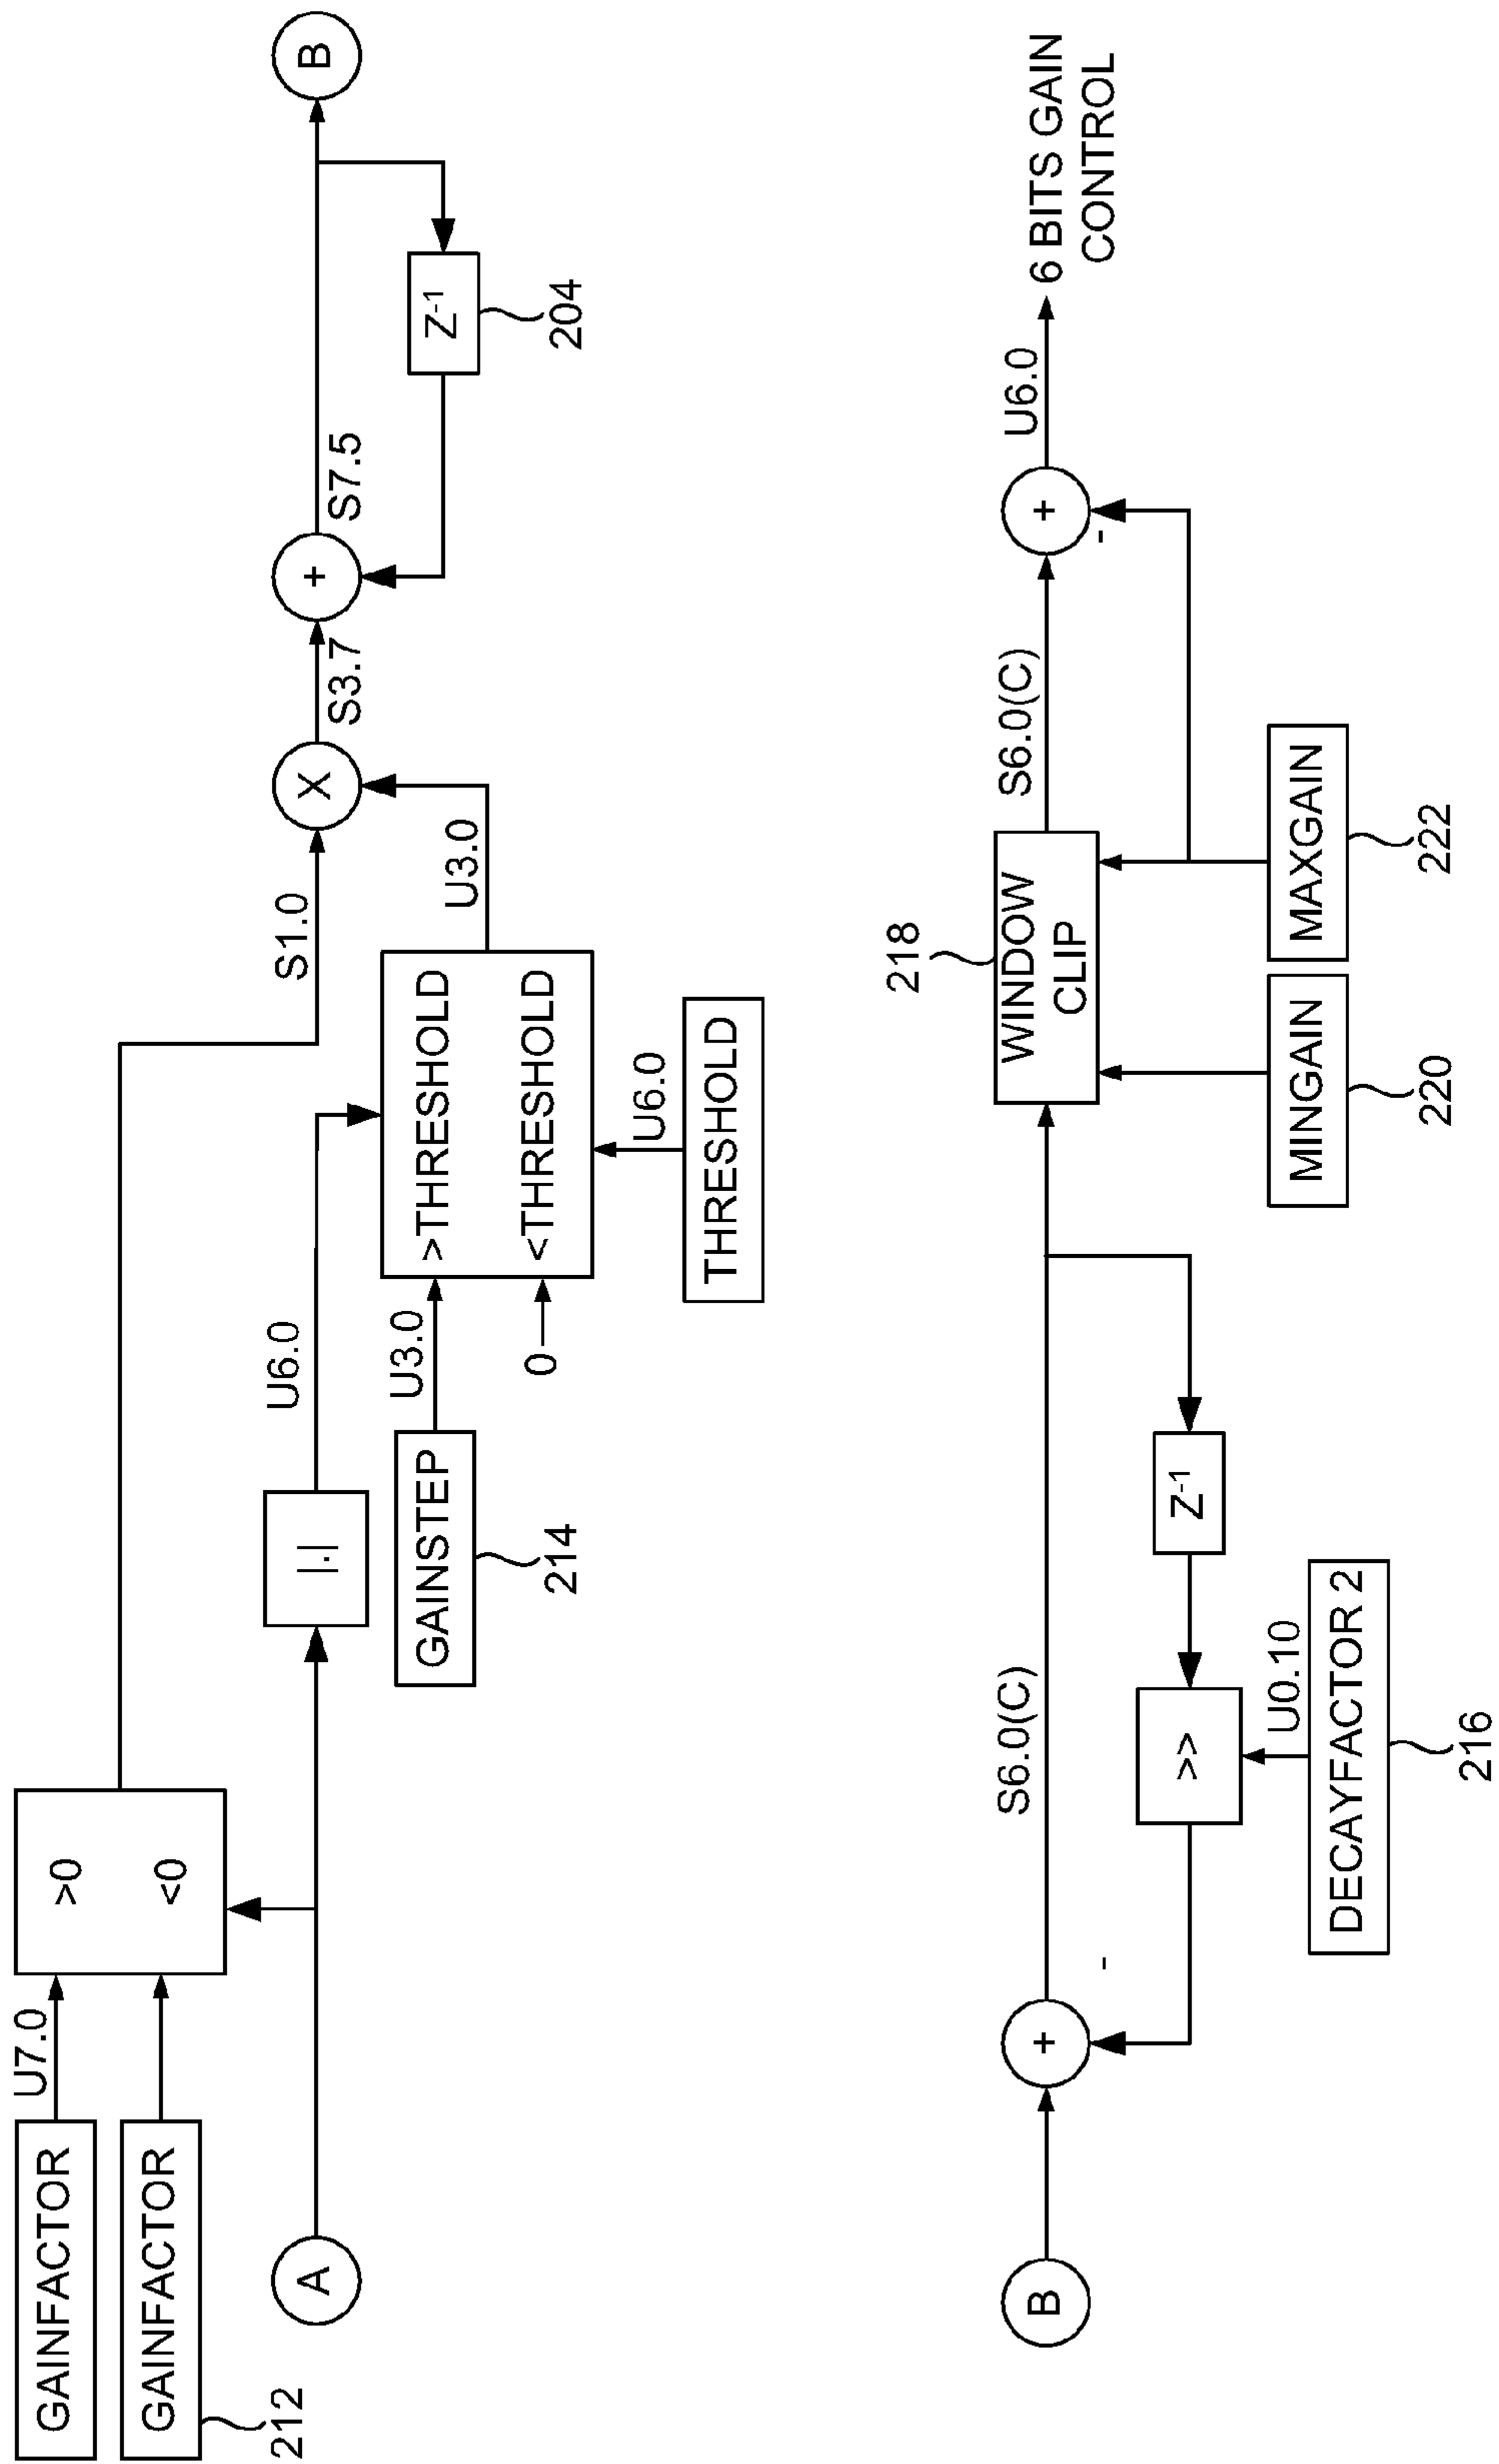 GAINFACTOR
U7.0
GAINFACTOR
212
>0
<0
A
|.|
U6.0
GAINSTEP
214
U3.0
0
>THRESHOLD
<THRESHOLD
U6.0
THRESHOLD
U3.0
S1.0
X
S3.7
+
S7.5
Z-1
204
B
B
+
-
S6.0(C)
>>
U0.10
DECAYFACTOR 2
216
Z-1
218
WINDOW
CLIP
MINGAIN
220
MAXGAIN
222
S6.0(C)
+
-
U6.0
6 BITS GAIN
CONTROL